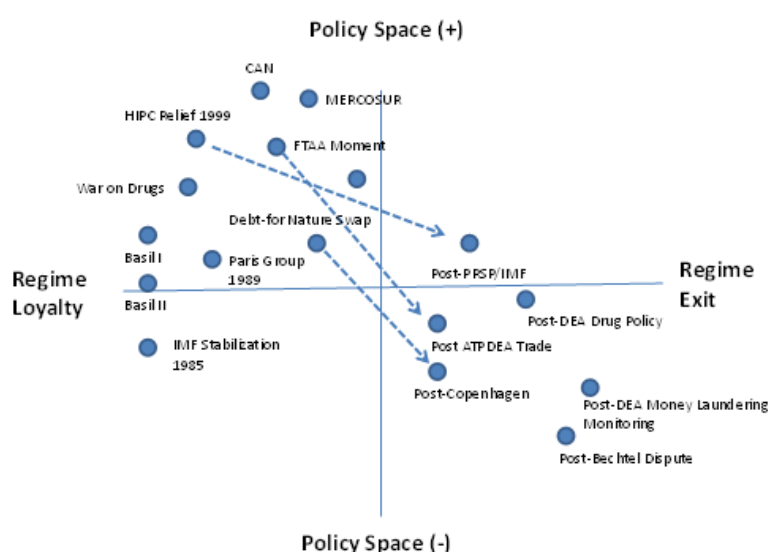 Policy Space (+)
CAN
MERCOSUR
HIPC Relief 1999
FTAA Moment
War on Drugs
Debt-for Nature Swap
Basil I
Paris Group
1989
Post-PRSP/IMF
Regime
Loyalty
Regime
Exit
Basil II
Post-DEA Drug Policy
IMF Stabilization
1985
Post ATPDEA Trade
Post-Copenhagen
Post-DEA Money Laundering
Monitoring
Post-Bechtel Dispute
Policy Space (-)